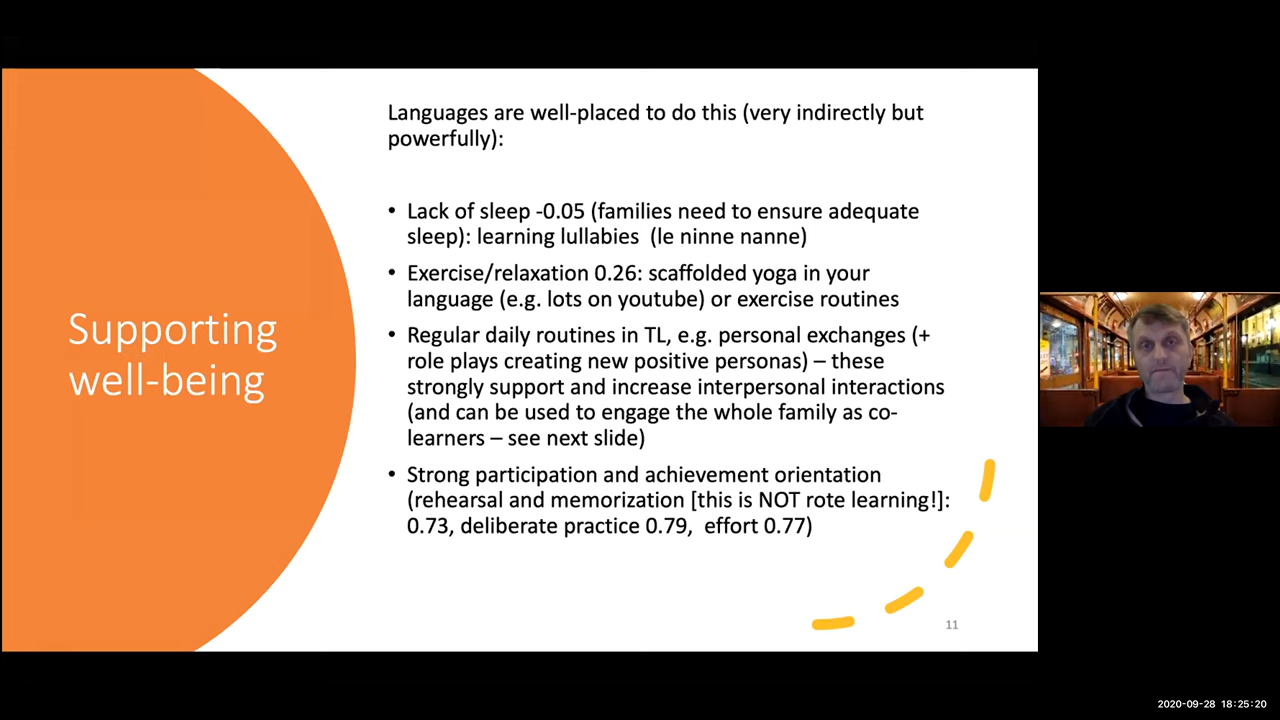 Supporting
well-being
Languages are well-placed to do this (very indirectly but
powerfully):
• Lack of sleep -0.05 (families need to ensure adequate
sleep): learning lullabies (le ninne nanne)
• Exercise/relaxation 0.26: scaffolded yoga in your
language (e.g. lots on youtube) or exercise routines
• Regular daily routines in TL, e.g. personal exchanges (+
role plays creating new positive personas) – these
strongly support and increase interpersonal interactions
(and can be used to engage the whole family as co-
learners – see next slide)
• Strong participation and achievement orientation
(rehearsal and memorization [this is NOT rote learning!]:
0.73, deliberate practice 0.79, effort 0.77)
11
2020-09-28 18:25:20